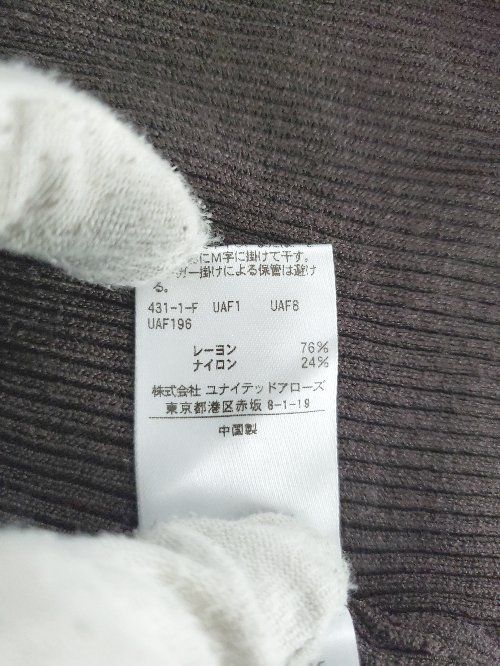 にM字に掛けて干す。
ガー掛けによる保管は避け
る。
431-1-F UAF1 UAF8
UAF196
レーヨン 76%
ナイロン 24%
株式会社 ユナイテッドアローズ
東京都港区赤坂 8-1-19
中国製